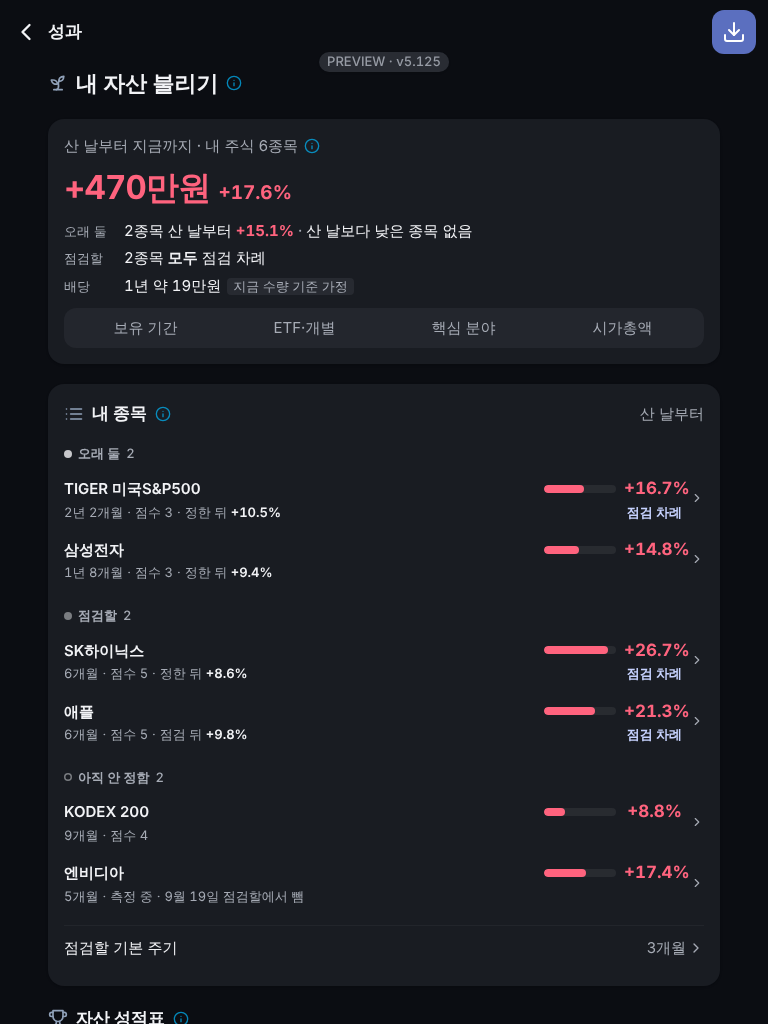 성과
PREVIEW · v5.125
내 자산 불리기
산 날부터 지금까지 · 내 주식 6종목
+470만원 +17.6%
오래 둘 2종목 산 날부터 +15.1% · 산 날보다 낮은 종목 없음
점검할 2종목 모두 점검 차례
배당 1년 약 19만원 지금 수량 기준 가정
보유 기간 ETF·개별 핵심 분야 시가총액
내 종목 산 날부터
오래 둘 2
TIGER 미국S&P500 +16.7%
2년 2개월 · 점수 3 · 정한 뒤 +10.5% 점검 차례
삼성전자 +14.8%
1년 8개월 · 점수 3 · 정한 뒤 +9.4%
점검할 2
SK하이닉스 +26.7%
6개월 · 점수 5 · 정한 뒤 +8.6% 점검 차례
애플 +21.3%
6개월 · 점수 5 · 점검 뒤 +9.8% 점검 차례
아직 안 정함 2
KODEX 200 +8.8%
9개월 · 점수 4
엔비디아 +17.4%
5개월 · 측정 중 · 9월 19일 점검할에서 뺌
점검할 기본 주기 3개월
자산 성적표